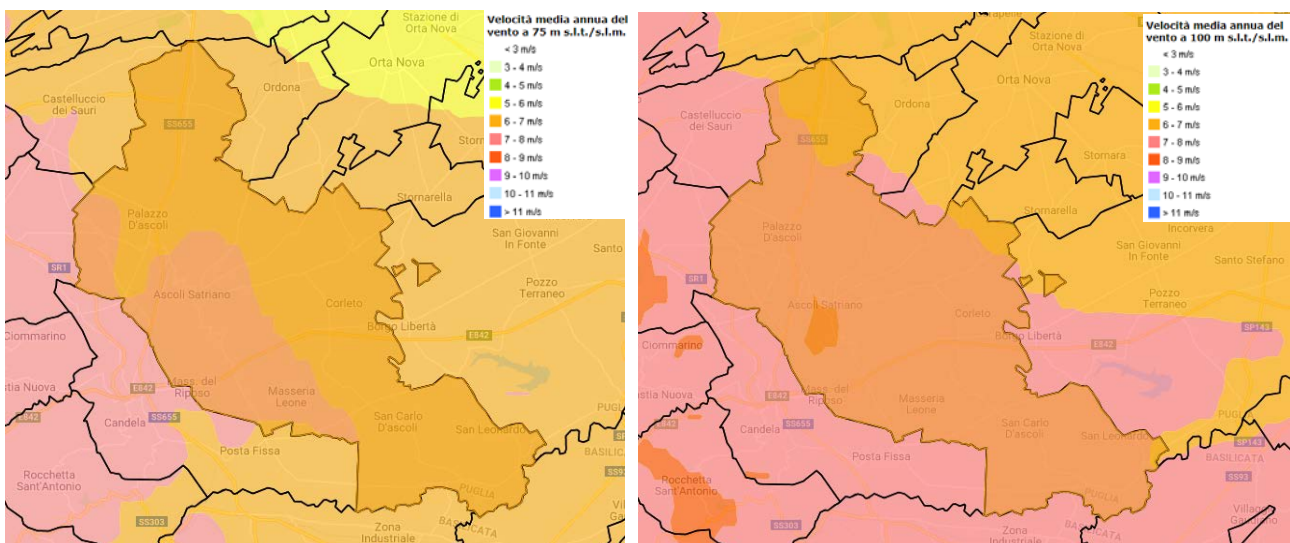 Velocità media annua del
vento a 75 m s.l.t./s.l.m.
< 3 m/s
3 - 4 m/s
4 - 5 m/s
5 - 6 m/s
6 - 7 m/s
7 - 8 m/s
8 - 9 m/s
9 - 10 m/s
10 - 11 m/s
> 11 m/s
Stazione di
Orta Nova
Orta Nova
Ordona
Castelluccio
dei Sauri
SS655
Stornarella
Palazzo
D'ascoli
San Giovanni
In Fonte
Santo
SR1
Pozzo
Terraneo
Ascoli Satriano
Corleto
Borgo Libertà
E842
Ciommarino
E842
Mass. del
Riposo
Masseria
Leone
E842
Candela
SS655
San Carlo
D'ascoli
San Leonardo
Posta Fissa
Rocchetta
Sant'Antonio
PUGLIA
BASILICATA
SS303
Zona
Industriale
Velocità media annua del
vento a 100 m s.l.t./s.l.m.
< 3 m/s
3 - 4 m/s
4 - 5 m/s
5 - 6 m/s
6 - 7 m/s
7 - 8 m/s
8 - 9 m/s
9 - 10 m/s
10 - 11 m/s
> 11 m/s
Stazione di
Orta Nova
Orta Nova
Ordona
Castelluccio
dei Sauri
SS655
Stornara
Stornarella
Incorvera
Palazzo
D'ascoli
San Giovanni
In Fonte
Santo Stefano
SR1
Pozzo
Terraneo
Ascoli Satriano
Corleto
SP143
Borgo Libertà
E842
Ciommarino
E842
Mass. del
Riposo
Masseria
Leone
E842
Candela
SS655
San Carlo
D'ascoli
San Leonardo
PUGLIA
SP143
BASILICATA
Posta Fissa
Rocchetta
Sant'Antonio
SS93
PUGLIA
BASILICATA
Villaggio
Gaudiano
SS303
Zona
Industriale